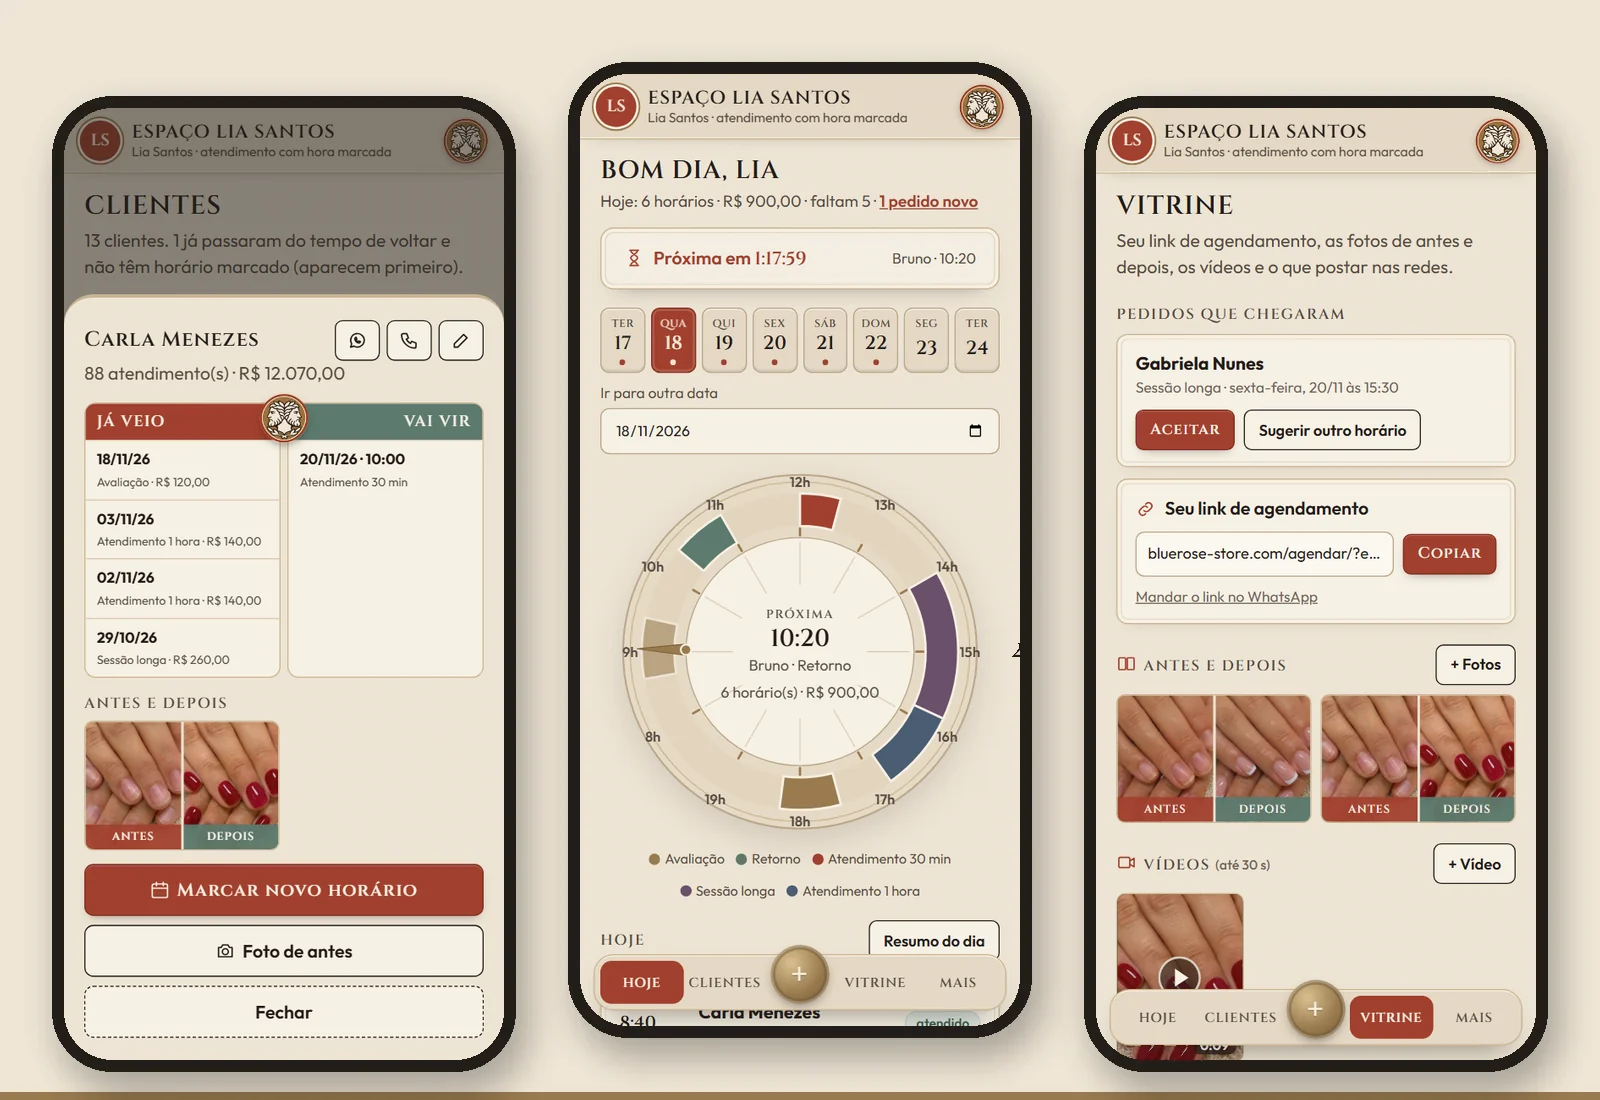 LS
ESPAÇO LIA SANTOS
Lia Santos · atendimento com hora marcada
CLIENTES
13 clientes. 1 já passaram do tempo de voltar e
não têm horário marcado (aparecem primeiro).
CARLA MENEZES
88 atendimento(s) · R$ 12.070,00
JÁ VEIO
VAI VIR
18/11/26
Avaliação · R$ 120,00
03/11/26
Atendimento 1 hora · R$ 140,00
02/11/26
Atendimento 1 hora · R$ 140,00
29/10/26
Sessão longa · R$ 260,00
20/11/26 · 10:00
Atendimento 30 min
ANTES E DEPOIS
ANTES
DEPOIS
MARCAR NOVO HORÁRIO
Foto de antes
Fechar
LS
ESPAÇO LIA SANTOS
Lia Santos · atendimento com hora marcada
BOM DIA, LIA
Hoje: 6 horários · R$ 900,00 · faltam 5 · 1 pedido novo
Próxima em 1:17:59
Bruno · 10:20
TER 17
QUA 18
QUI 19
SEX 20
SÁB 21
DOM 22
SEG 23
TER 24
Ir para outra data
18/11/2026
12h
13h
14h
15h
16h
17h
18h
19h
8h
9h
10h
11h
PRÓXIMA
10:20
Bruno · Retorno
6 horário(s) · R$ 900,00
Avaliação
Retorno
Atendimento 30 min
Sessão longa
Atendimento 1 hora
HOJE
Resumo do dia
HOJE
CLIENTES
+
VITRINE
MAIS
8:40
Carla Menezes
atendido
LS
ESPAÇO LIA SANTOS
Lia Santos · atendimento com hora marcada
VITRINE
Seu link de agendamento, as fotos de antes e
depois, os vídeos e o que postar nas redes.
PEDIDOS QUE CHEGARAM
Gabriela Nunes
Sessão longa · sexta-feira, 20/11 às 15:30
ACEITAR
Sugerir outro horário
Seu link de agendamento
bluerose-store.com/agendar/?e...
COPIAR
Mandar o link no WhatsApp
ANTES E DEPOIS
+ Fotos
ANTES
DEPOIS
ANTES
DEPOIS
VÍDEOS (até 30 s)
+ Vídeo
HOJE
CLIENTES
+
VITRINE
MAIS